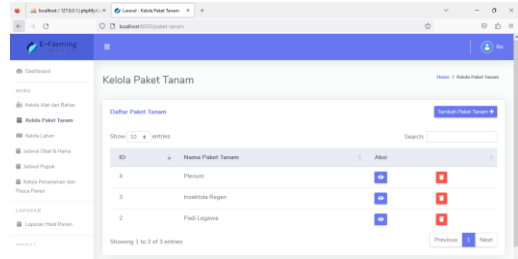 localhost / 127.0.0.1 | phpMyA
Laravel - Kelola Paket Tanam
localhost:8000/paket-tanam
E-Farming
Dashboard
MENU
Kelola Alat dan Bahan
Kelola Paket Tanam
Kelola Lahan
Jadwal Obat & Hama
Jadwal Pupuk
Kelola Penanaman dan
Pasca Panen
LAPORAN
Laporan Hasil Panen
Kelola Paket Tanam
Home / Kelola Paket Tanam
Daftar Paket Tanam
Tambah Paket Tanam +
Show 10 entries
Search:
ID Nama Paket Tanam Aksi
4 Plenum
3 Insektida Regen
2 Padi Legawa
Showing 1 to 3 of 3 entries
Previous 1 Next